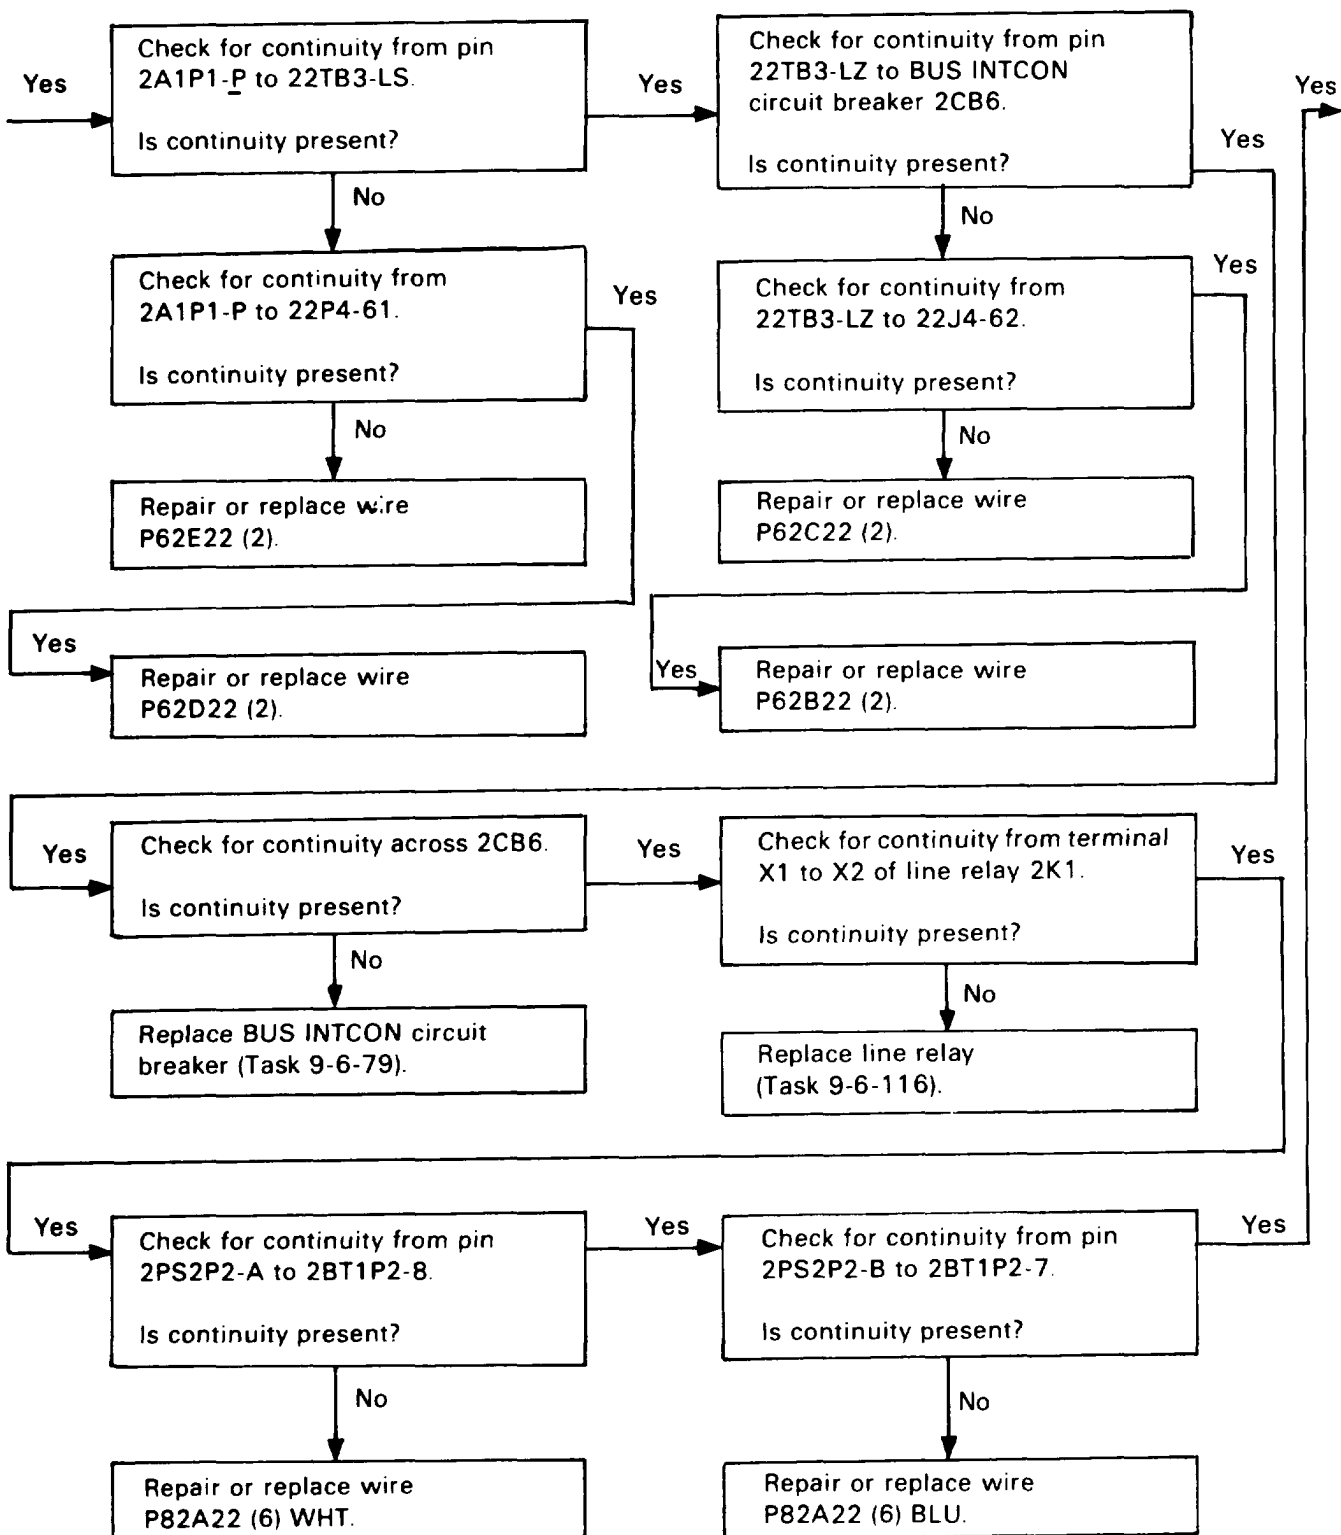 Yes
Check for continuity from pin
2A1P1-P to 22TB3-LS.
Is continuity present?
Yes
Check for continuity from pin
22TB3-LZ to BUS INTCON
circuit breaker 2CB6.
Is continuity present?
Yes
Yes
No
No
Check for continuity from
2A1P1-P to 22P4-61.
Is continuity present?
Yes
Check for continuity from
22TB3-LZ to 22J4-62.
Is continuity present?
Yes
No
No
Repair or replace wire
P62E22 (2).
Repair or replace wire
P62C22 (2).
Yes
Repair or replace wire
P62D22 (2).
Yes
Repair or replace wire
P62B22 (2).
Yes
Check for continuity across 2CB6.
Is continuity present?
Yes
Check for continuity from terminal
X1 to X2 of line relay 2K1.
Is continuity present?
Yes
No
No
Replace BUS INTCON circuit
breaker (Task 9-6-79).
Replace line relay
(Task 9-6-116).
Yes
Check for continuity from pin
2PS2P2-A to 2BT1P2-8.
Is continuity present?
Yes
Check for continuity from pin
2PS2P2-B to 2BT1P2-7.
Is continuity present?
Yes
No
No
Repair or replace wire
P82A22 (6) WHT.
Repair or replace wire
P82A22 (6) BLU.